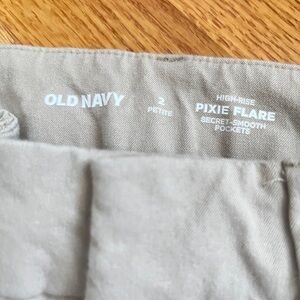 OLD NAVY
2
PETITE
HIGH-RISE
PIXIE FLARE
SECRET-SMOOTH
POCKETS